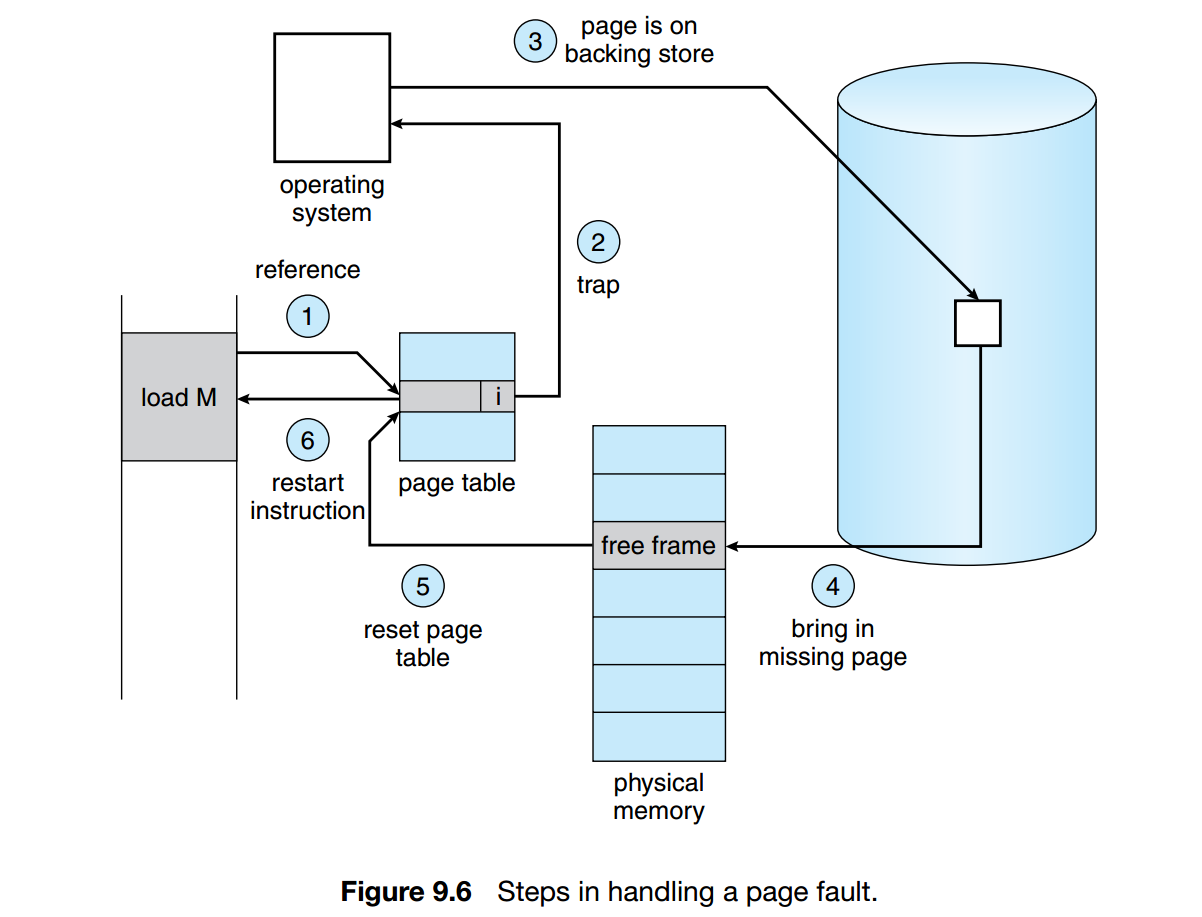 3
page is on
backing store
operating
system
2
trap
reference
1
load M
i
6
restart
instruction
page table
free frame
5
reset page
table
4
bring in
missing page
physical
memory
Figure 9.6 Steps in handling a page fault.